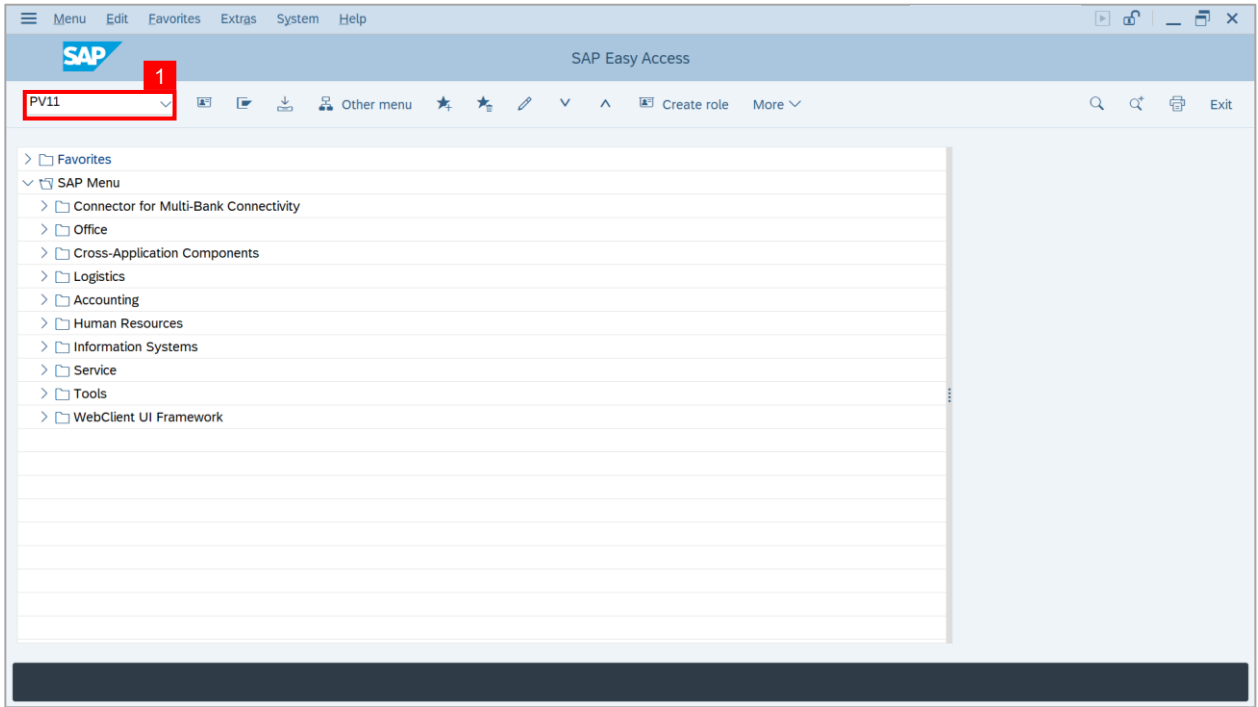 Menu Edit Favorites Extras System Help
SAP SAP Easy Access
1
PV11 Other menu Create role More Exit
Favorites
SAP Menu
Connector for Multi-Bank Connectivity
Office
Cross-Application Components
Logistics
Accounting
Human Resources
Information Systems
Service
Tools
WebClient UI Framework